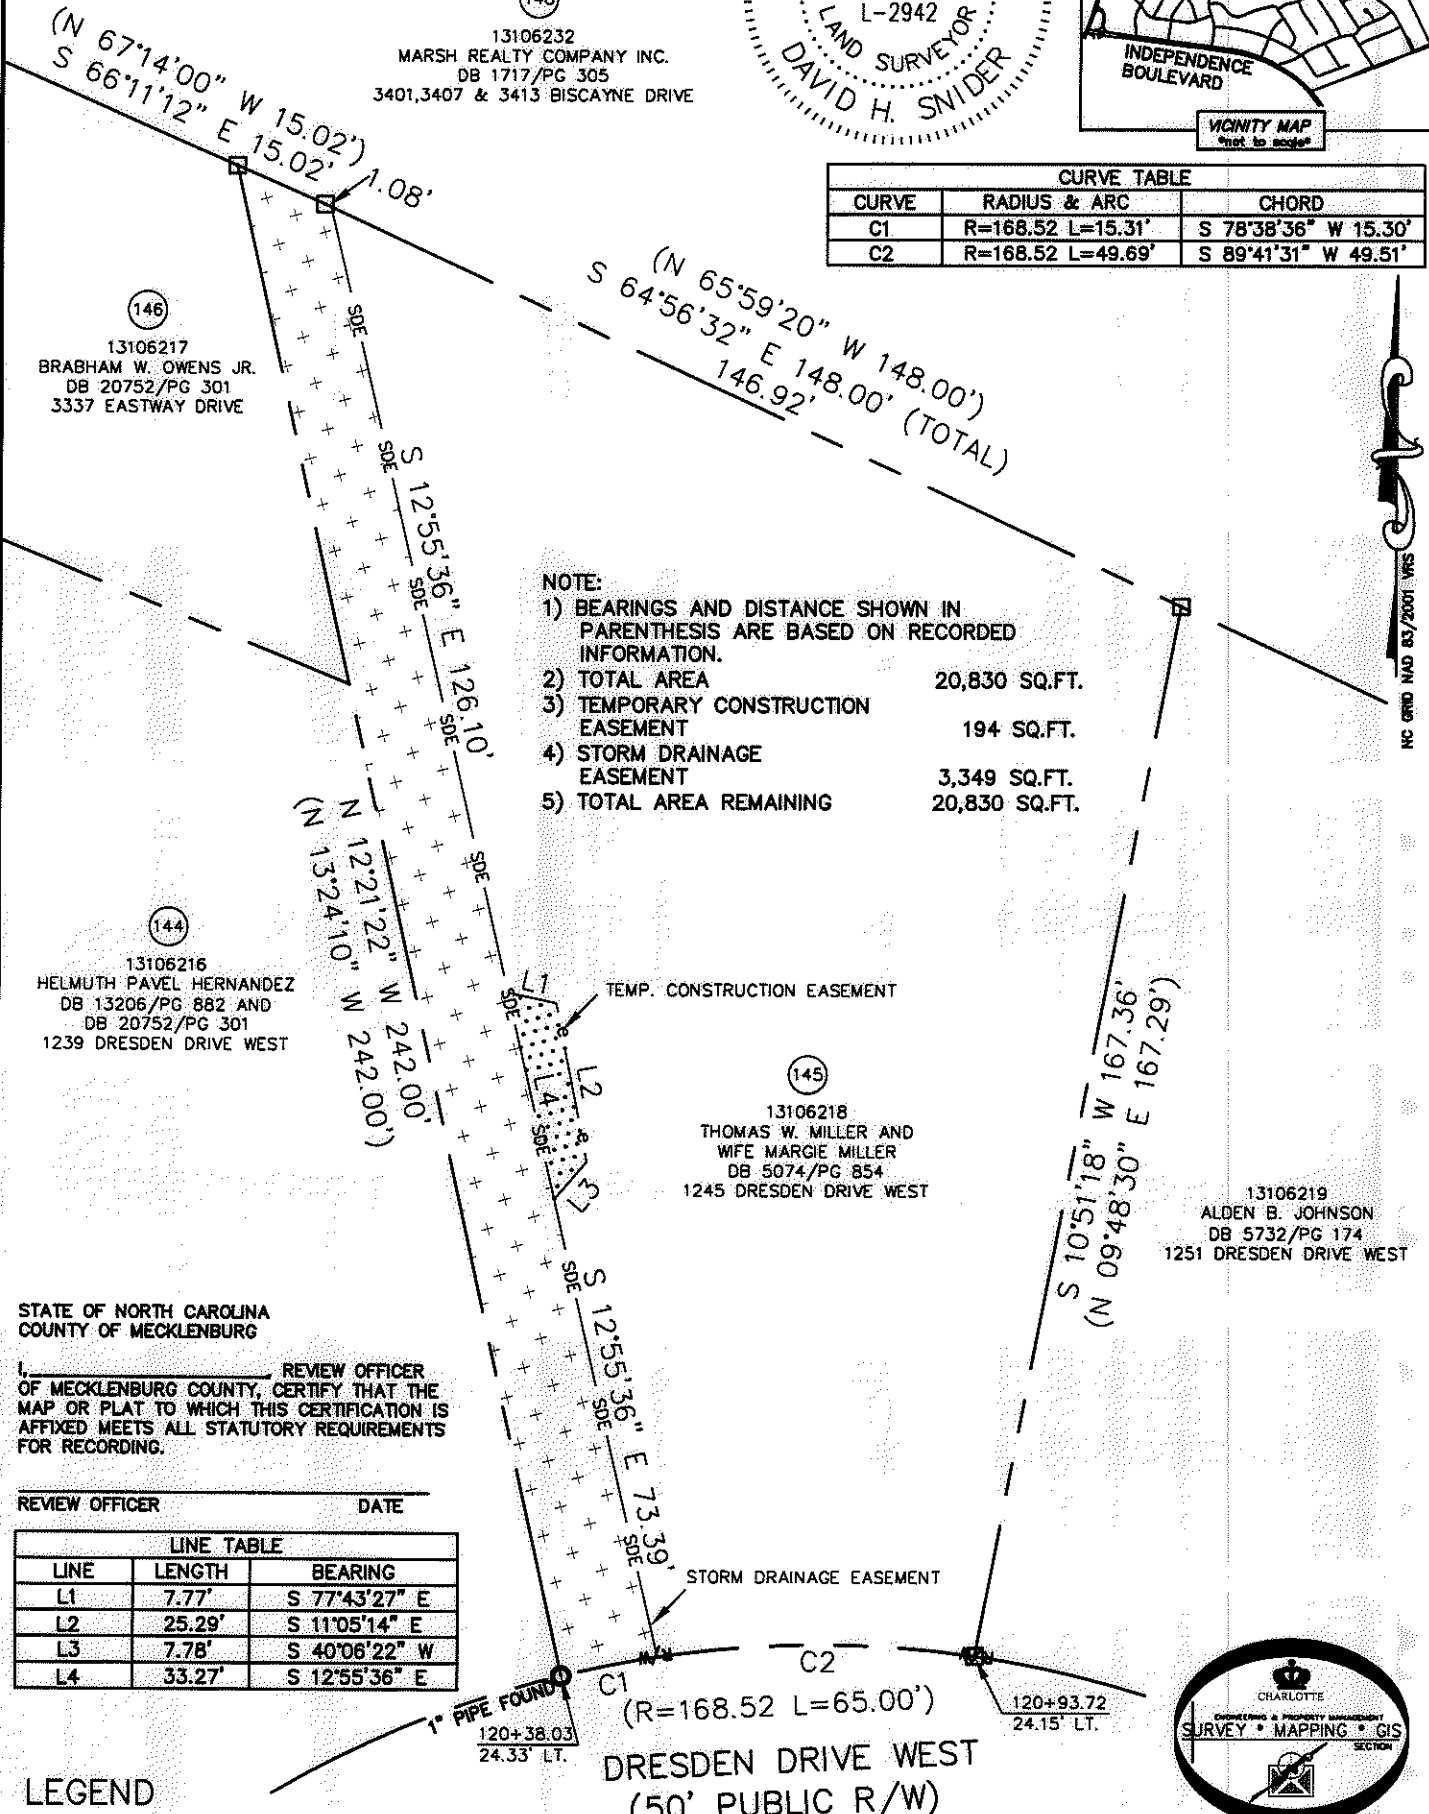 (N 67°14'00" W 15.02')
S 66°11'12" E 15.02'
1.08'
13106232
MARSH REALTY COMPANY INC.
DB 1717/PG 305
3401,3407 & 3413 BISCAYNE DRIVE
L-2942
LAND SURVEYOR
DAVID H. SNIDER
INDEPENDENCE
BOULEVARD
VICINITY MAP
*not to scale*
CURVE TABLE
CURVE RADIUS & ARC CHORD
C1 R=168.52 L=15.31' S 78°38'36" W 15.30'
C2 R=168.52 L=49.69' S 89°41'31" W 49.51'
(N 65°59'20" W 148.00')
S 64°56'32" E 148.00' (TOTAL)
146.92'
146
13106217
BRABHAM W. OWENS JR.
DB 20752/PG 301
3337 EASTWAY DRIVE
SDE
SDE
S 12°55'36" E 126.10'
SDE
SDE
SDE
SDE
NC GRID NAD 83/2001 VRS
NOTE:
1) BEARINGS AND DISTANCE SHOWN IN
PARENTHESIS ARE BASED ON RECORDED
INFORMATION.
2) TOTAL AREA 20,830 SQ.FT.
3) TEMPORARY CONSTRUCTION
EASEMENT 194 SQ.FT.
4) STORM DRAINAGE
EASEMENT 3,349 SQ.FT.
5) TOTAL AREA REMAINING 20,830 SQ.FT.
N 12°21'22" W 242.00'
(N 13°24'10" W 242.00')
144
13106216
HELMUTH PAVEL HERNANDEZ
DB 13206/PG 882 AND
DB 20752/PG 301
1239 DRESDEN DRIVE WEST
L1
TEMP. CONSTRUCTION EASEMENT
e
L2
L4
e
SDE
L3
145
13106218
THOMAS W. MILLER AND
WIFE MARGIE MILLER
DB 5074/PG 854
1245 DRESDEN DRIVE WEST
S 10°51'18" W 167.36'
(N 09°48'30" E 167.29')
13106219
ALDEN B. JOHNSON
DB 5732/PG 174
1251 DRESDEN DRIVE WEST
SDE
S 12°55'36" E 73.39'
SDE
SDE
STATE OF NORTH CAROLINA
COUNTY OF MECKLENBURG
I,____________________, REVIEW OFFICER
OF MECKLENBURG COUNTY, CERTIFY THAT THE
MAP OR PLAT TO WHICH THIS CERTIFICATION IS
AFFIXED MEETS ALL STATUTORY REQUIREMENTS
FOR RECORDING.
REVIEW OFFICER DATE
LINE TABLE
LINE LENGTH BEARING
L1 7.77' S 77°43'27" E
L2 25.29' S 11°05'14" E
L3 7.78' S 40°06'22" W
L4 33.27' S 12°55'36" E
STORM DRAINAGE EASEMENT
R/W
C1
C2
(R=168.52 L=65.00')
1" PIPE FOUND
120+38.03
24.33' LT.
120+93.72
24.15' LT.
DRESDEN DRIVE WEST
(50' PUBLIC R/W)
CHARLOTTE
ENGINEERING & PROPERTY MANAGEMENT
SURVEY * MAPPING * GIS
SECTION
LEGEND